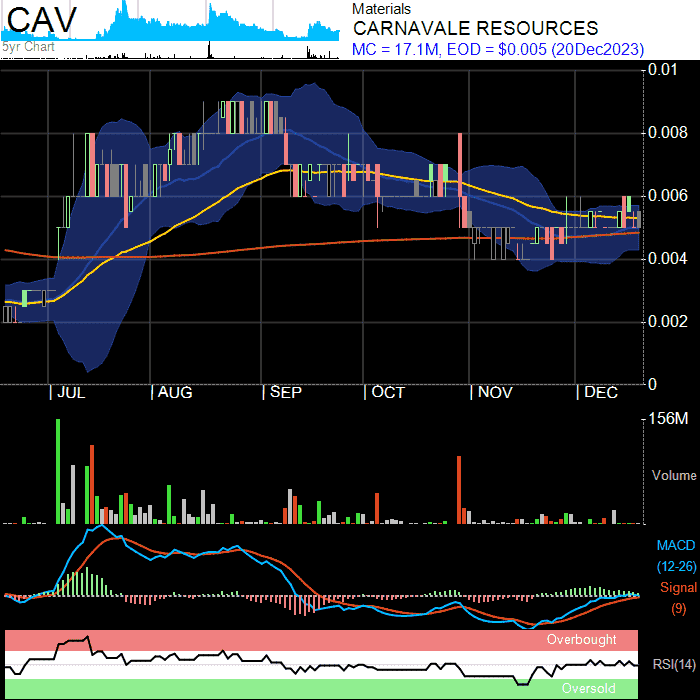 CAV
5yr Chart
Materials
CARNAVALE RESOURCES
MC = 17.1M, EOD = $0.005 (20Dec2023)
0.01
0.008
0.006
0.004
0.002
0
| JUL | AUG | SEP | OCT | NOV | DEC
156M
Volume
MACD
(12-26)
Signal
(9)
Overbought
RSI(14)
Oversold